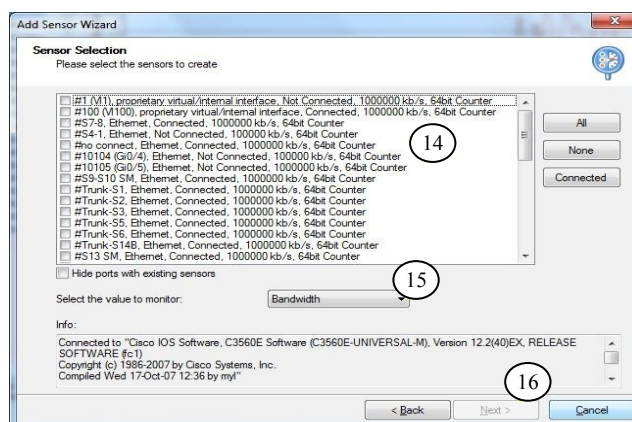 Add Sensor Wizard
Sensor Selection
Please select the sensors to create
#1 (Vl1), proprietary virtual/internal interface, Not Connected, 1000000 kb/s, 64bit Counter
#100 (Vl100), proprietary virtual/internal interface, Connected, 1000000 kb/s, 64bit Counter
#S7-8, Ethernet, Connected, 1000000 kb/s, 64bit Counter
#S4-1, Ethernet, Not Connected, 1000000 kb/s, 64bit Counter
#no connect, Ethernet, Connected, 1000000 kb/s, 64bit Counter
#10104 (Gi0/4), Ethernet, Not Connected, 1000000 kb/s, 64bit Counter
#10105 (Gi0/5), Ethernet, Not Connected, 1000000 kb/s, 64bit Counter
#S9-S10 SM, Ethernet, Connected, 1000000 kb/s, 64bit Counter
#Trunk-S1, Ethernet, Connected, 1000000 kb/s, 64bit Counter
#Trunk-S2, Ethernet, Connected, 1000000 kb/s, 64bit Counter
#Trunk-S3, Ethernet, Connected, 1000000 kb/s, 64bit Counter
#Trunk-S5, Ethernet, Connected, 1000000 kb/s, 64bit Counter
#Trunk-S6, Ethernet, Connected, 1000000 kb/s, 64bit Counter
#Trunk-S14B, Ethernet, Connected, 1000000 kb/s, 64bit Counter
#S13 SM, Ethernet, Connected, 1000000 kb/s, 64bit Counter
14
All
None
Connected
Hide ports with existing sensors
15
Select the value to monitor: Bandwidth
Info:
Connected to "Cisco IOS Software, C3560E Software (C3560E-UNIVERSAL-M), Version 12.2(40)EX, RELEASE
SOFTWARE (fc1)
Copyright (c) 1986-2007 by Cisco Systems, Inc.
Compiled Wed 17-Oct-07 12:36 by myl"
16
< Back Next > Cancel